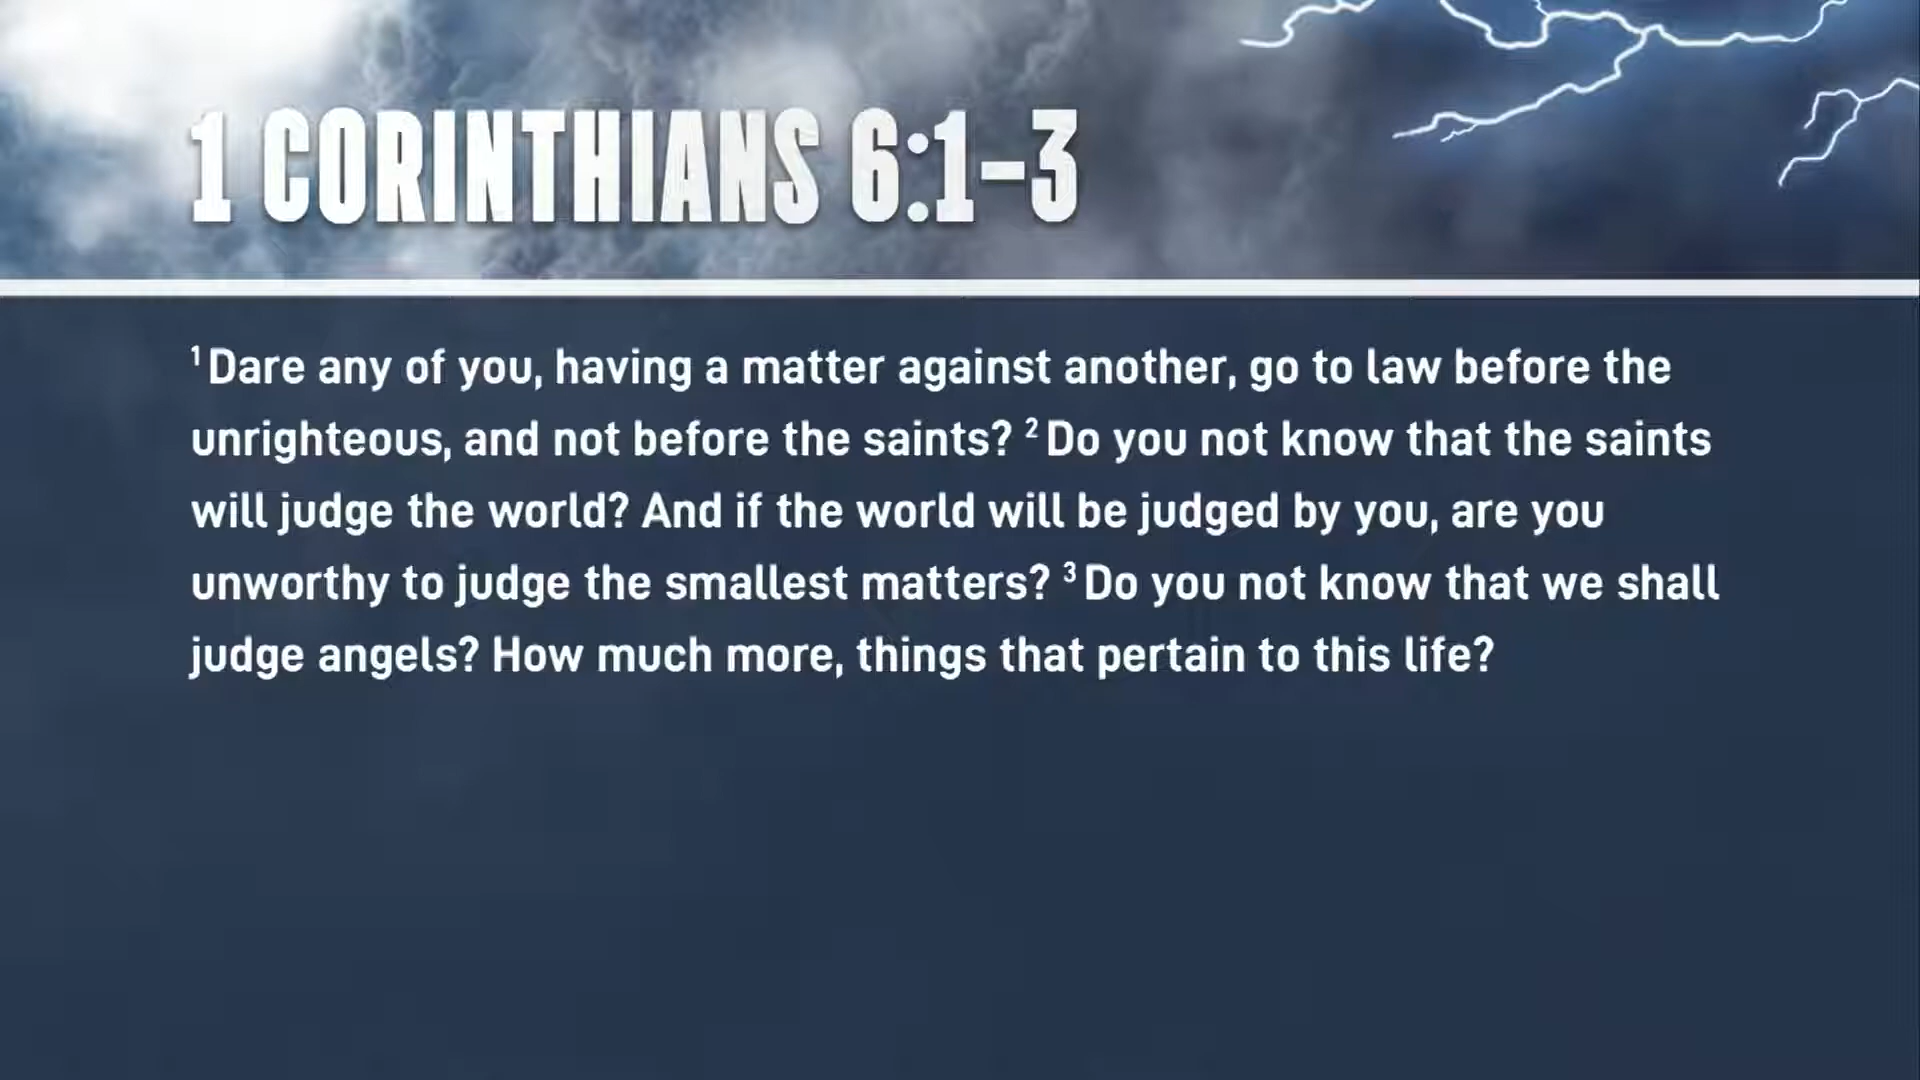 1 CORINTHIANS 6:1-3
¹ Dare any of you, having a matter against another, go to law before the
unrighteous, and not before the saints? ² Do you not know that the saints
will judge the world? And if the world will be judged by you, are you
unworthy to judge the smallest matters? ³ Do you not know that we shall
judge angels? How much more, things that pertain to this life?